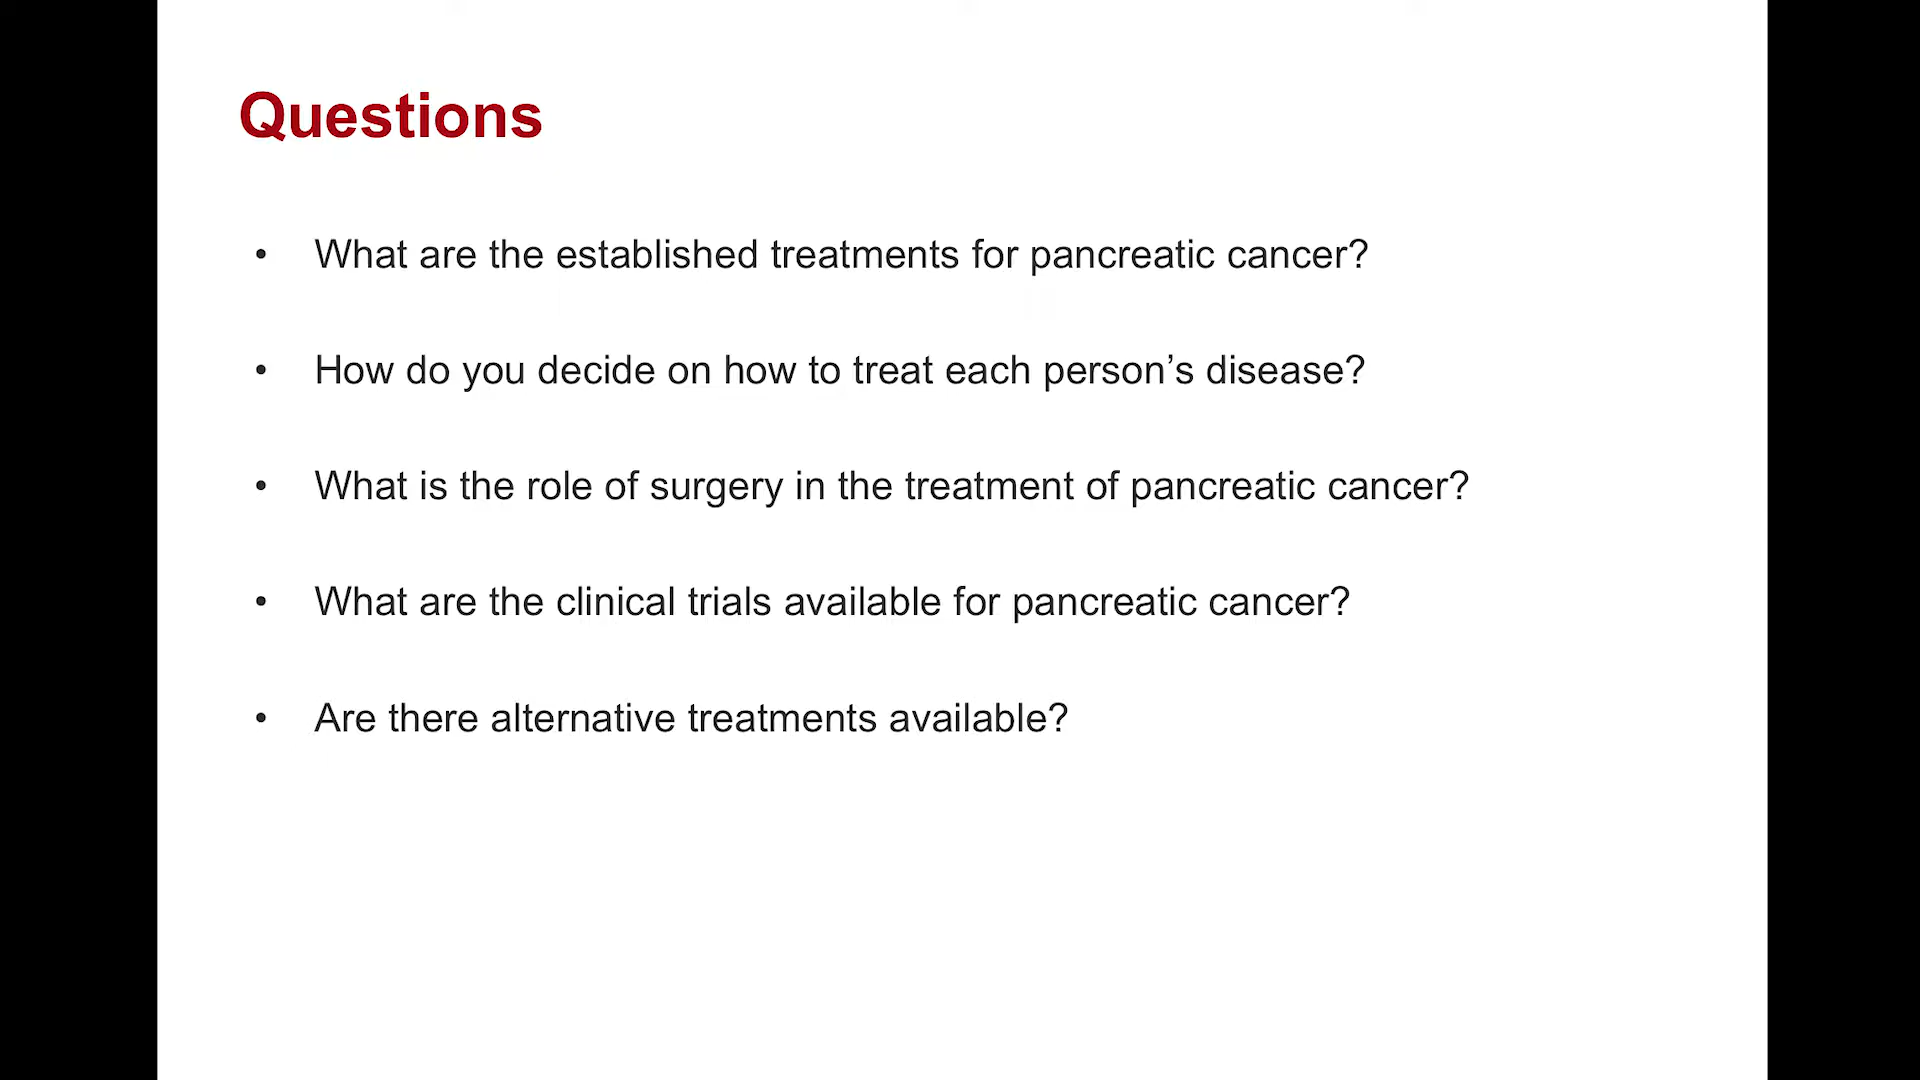 Questions
• What are the established treatments for pancreatic cancer?
• How do you decide on how to treat each person’s disease?
• What is the role of surgery in the treatment of pancreatic cancer?
• What are the clinical trials available for pancreatic cancer?
• Are there alternative treatments available?